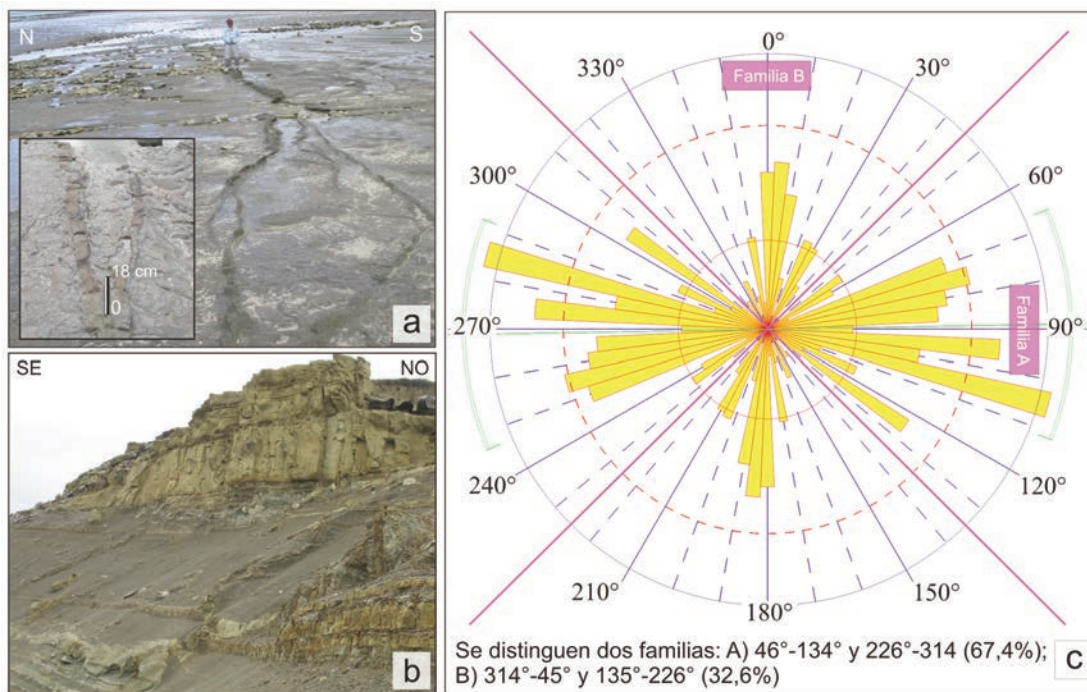 N
S
18 cm
0
a
SE
NO
b
0°
30°
60°
90°
120°
150°
180°
210°
240°
270°
300°
330°
Familia B
Familia A
Se distinguen dos familias: A) 46°-134° y 226°-314 (67,4%);
B) 314°-45° y 135°-226° (32,6%)
c